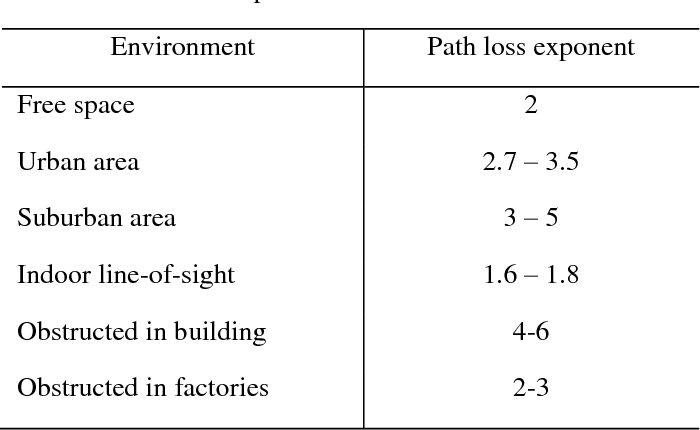 Environment Path loss exponent
Free space 2
Urban area 2.7 – 3.5
Suburban area 3 – 5
Indoor line-of-sight 1.6 – 1.8
Obstructed in building 4-6
Obstructed in factories 2-3